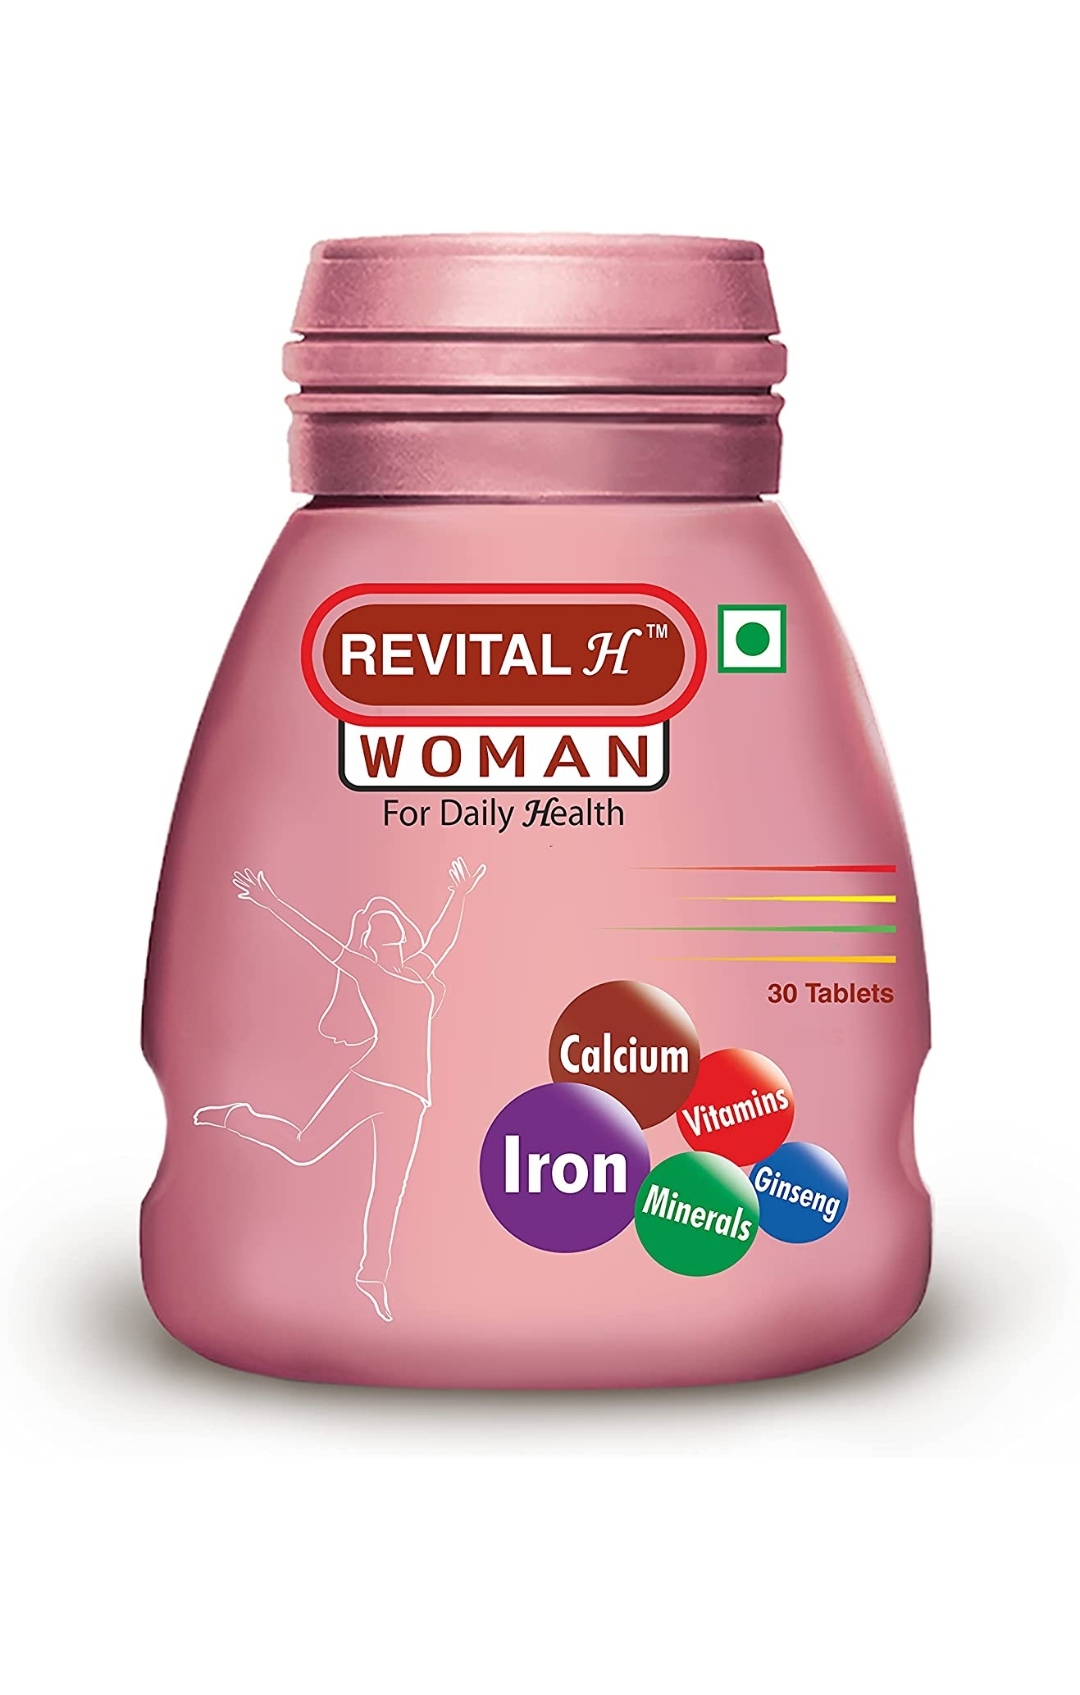 REVITAL H™
WOMAN
For Daily Health
30 Tablets
Calcium
Vitamins
Iron
Ginseng
Minerals